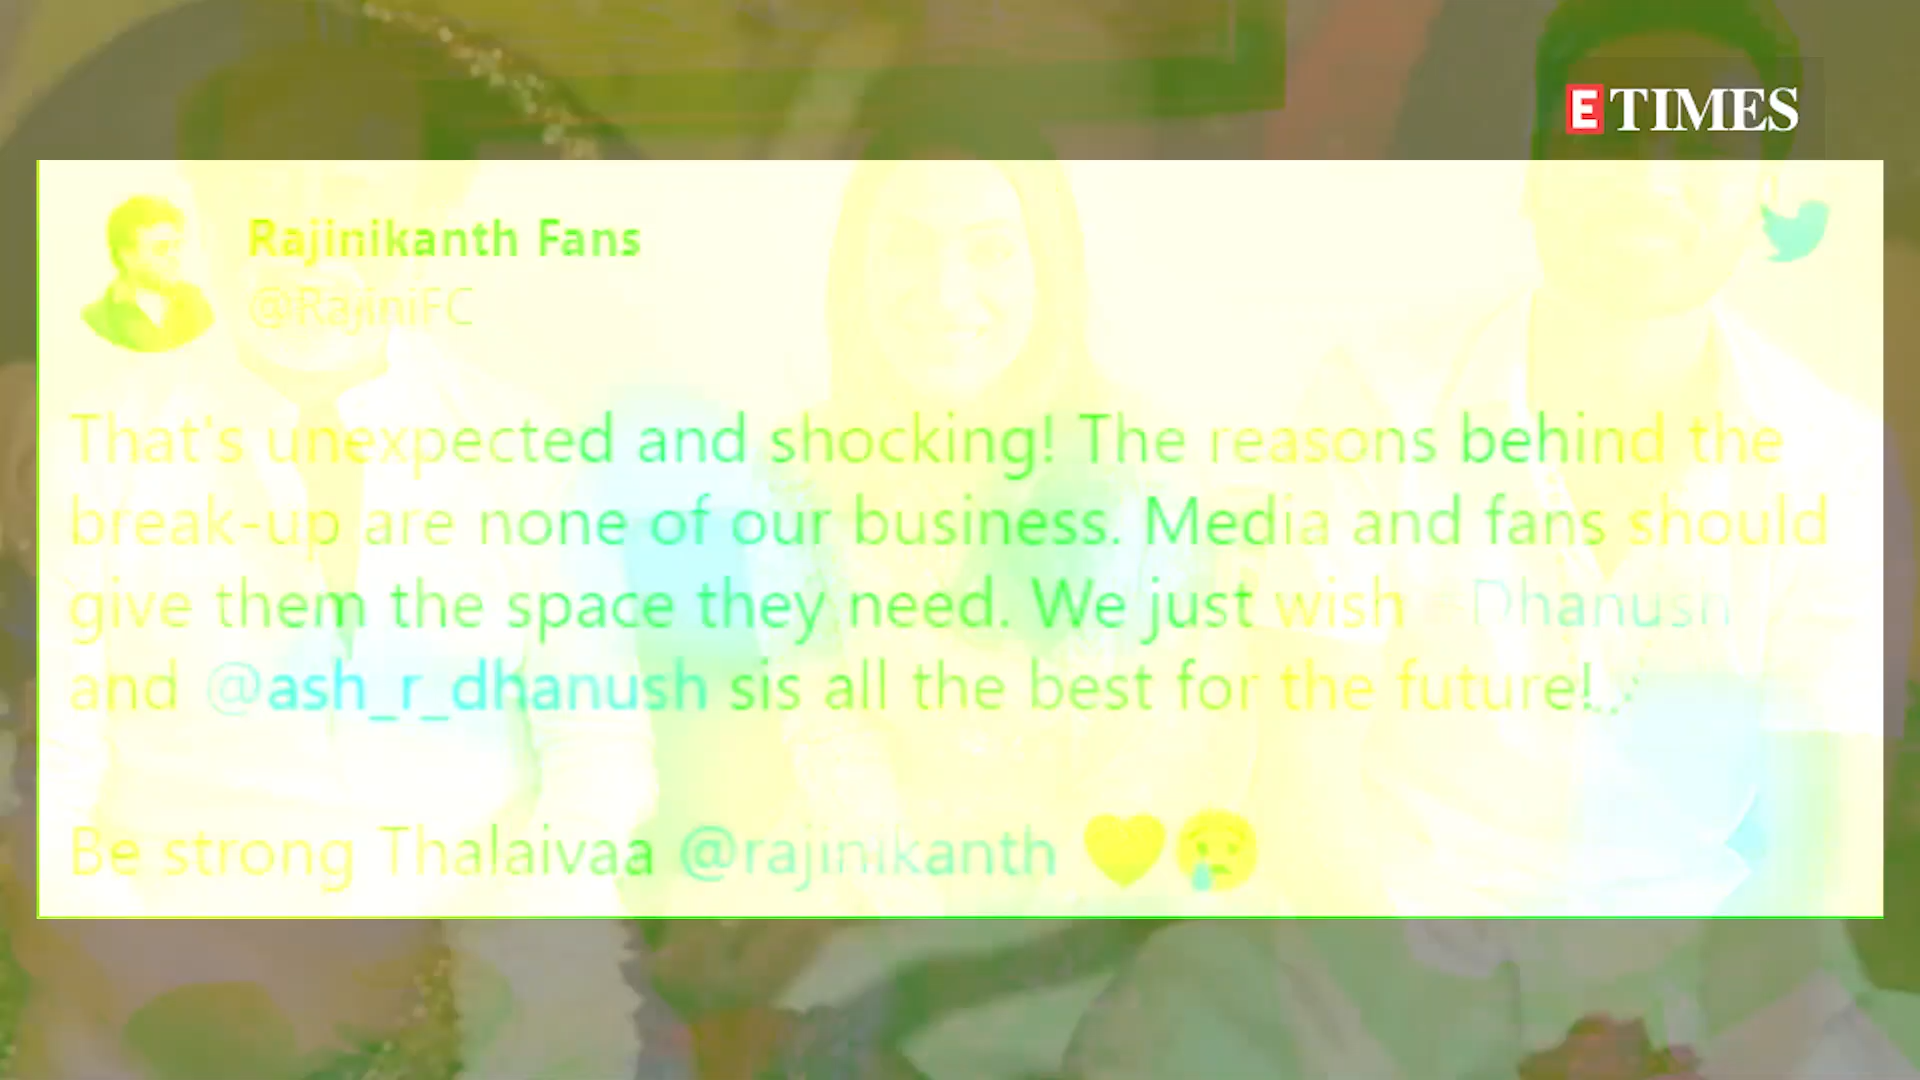 ETIMES
Rajinikanth Fans
@RajiniFC
That's unexpected and shocking! The reasons behind the
break-up are none of our business. Media and fans should
give them the space they need. We just wish #Dhanush
and @ash_r_dhanush sis all the best for the future!
Be strong Thalaivaa @rajinikanth 💛😢